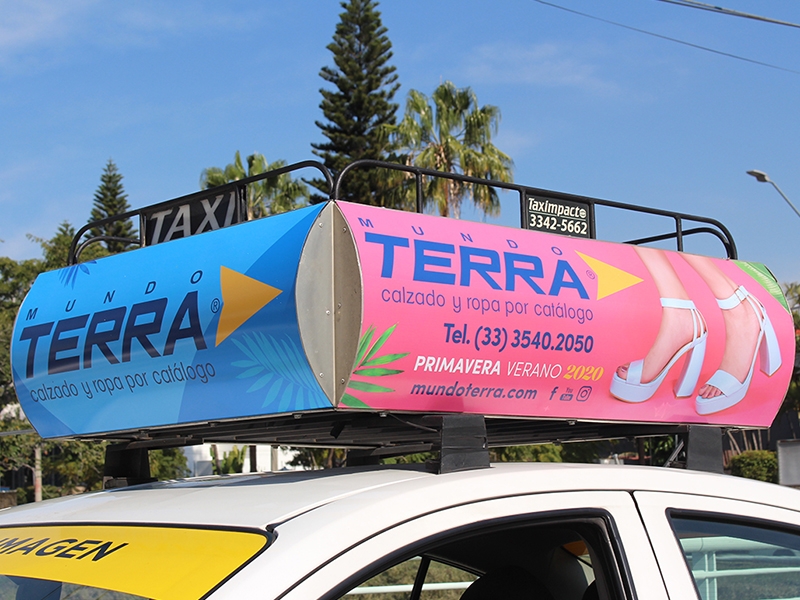 TAXI
MUNDO
TERRA®
calzado y ropa por catálogo
TaxImpacto
3342-5662
MUNDO
TERRA®
calzado y ropa por catálogo
Tel. (33) 3540.2050
PRIMAVERA VERANO 2020
mundoterra.com
IMAGEN